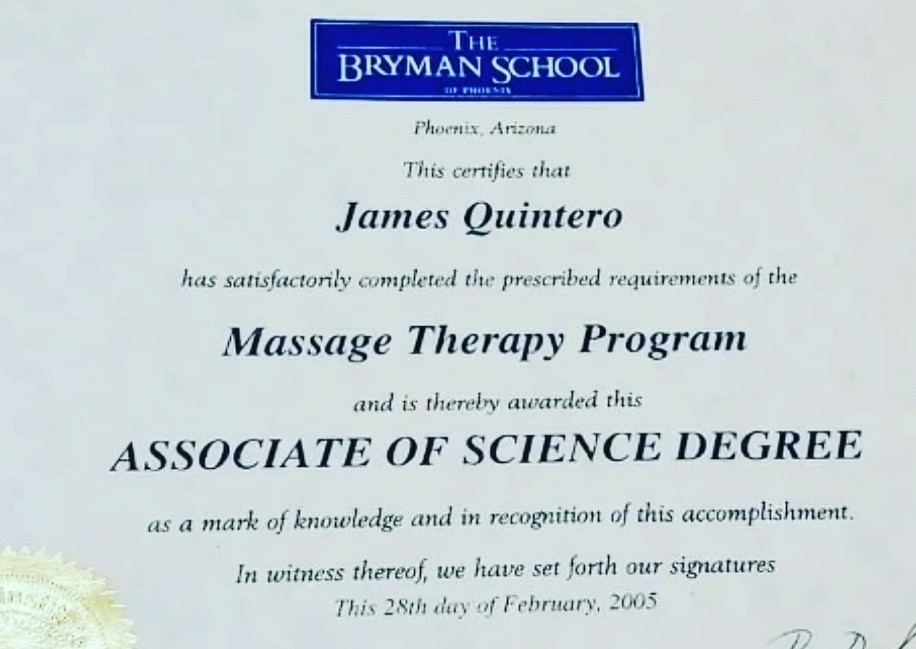 THE
BRYMAN SCHOOL
OF PHOENIX
Phoenix, Arizona
This certifies that
James Quintero
has satisfactorily completed the prescribed requirements of the
Massage Therapy Program
and is thereby awarded this
ASSOCIATE OF SCIENCE DEGREE
as a mark of knowledge and in recognition of this accomplishment.
In witness thereof, we have set forth our signatures
This 28th day of February, 2005